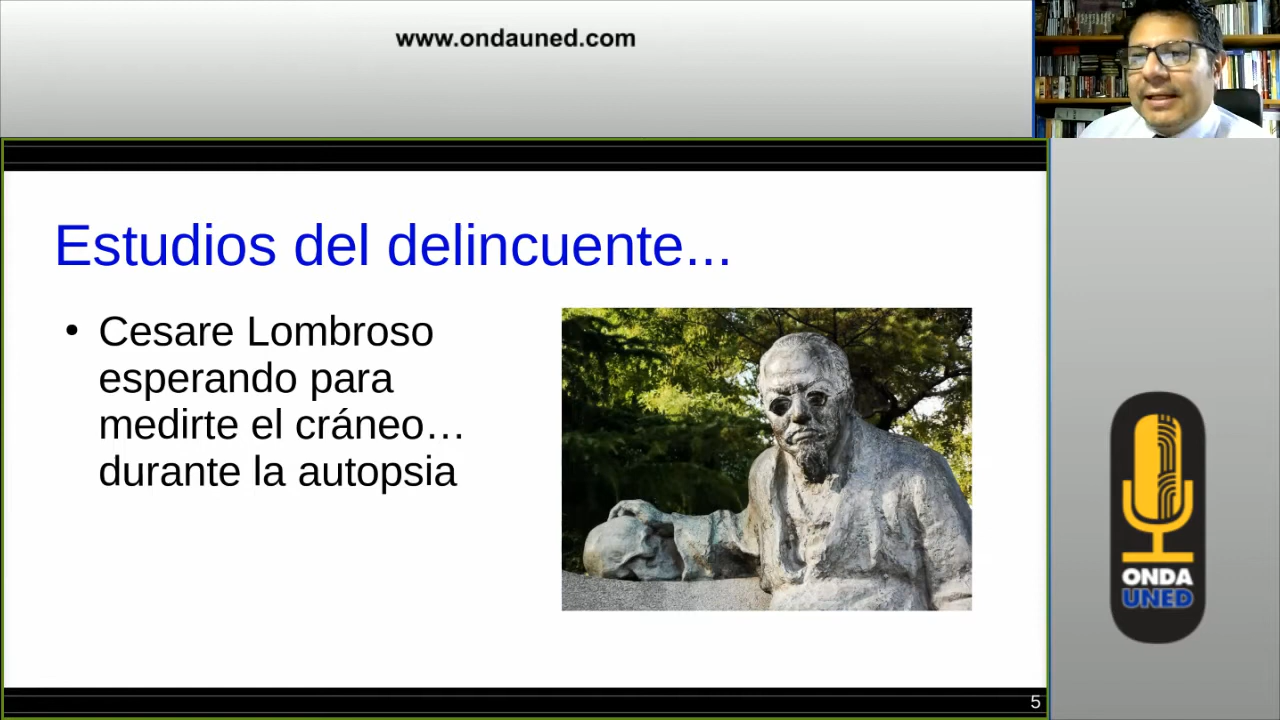 www.ondauned.com
Estudios del delincuente...
• Cesare Lombroso
esperando para
medirte el cráneo…
durante la autopsia
ONDA
UNED
5